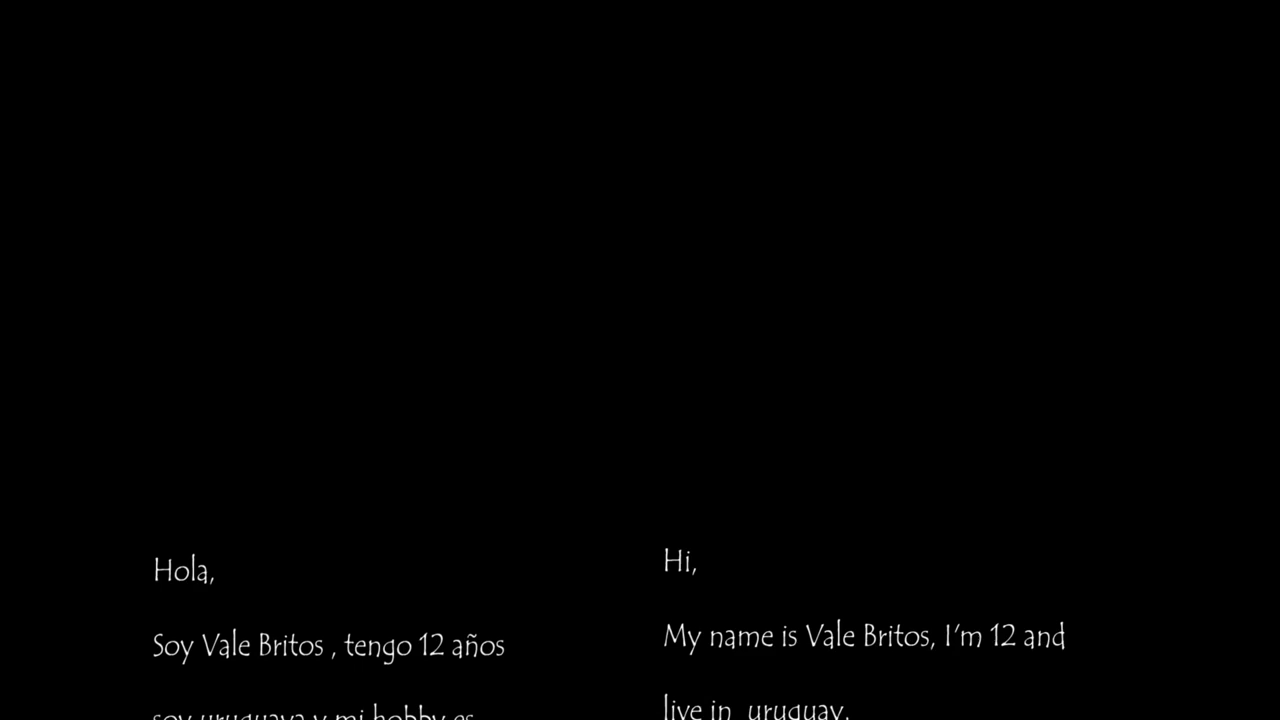 Hola,
Soy Vale Britos , tengo 12 años
soy uruguaya y mi hobby es
Hi,
My name is Vale Britos, I'm 12 and
live in uruguay.